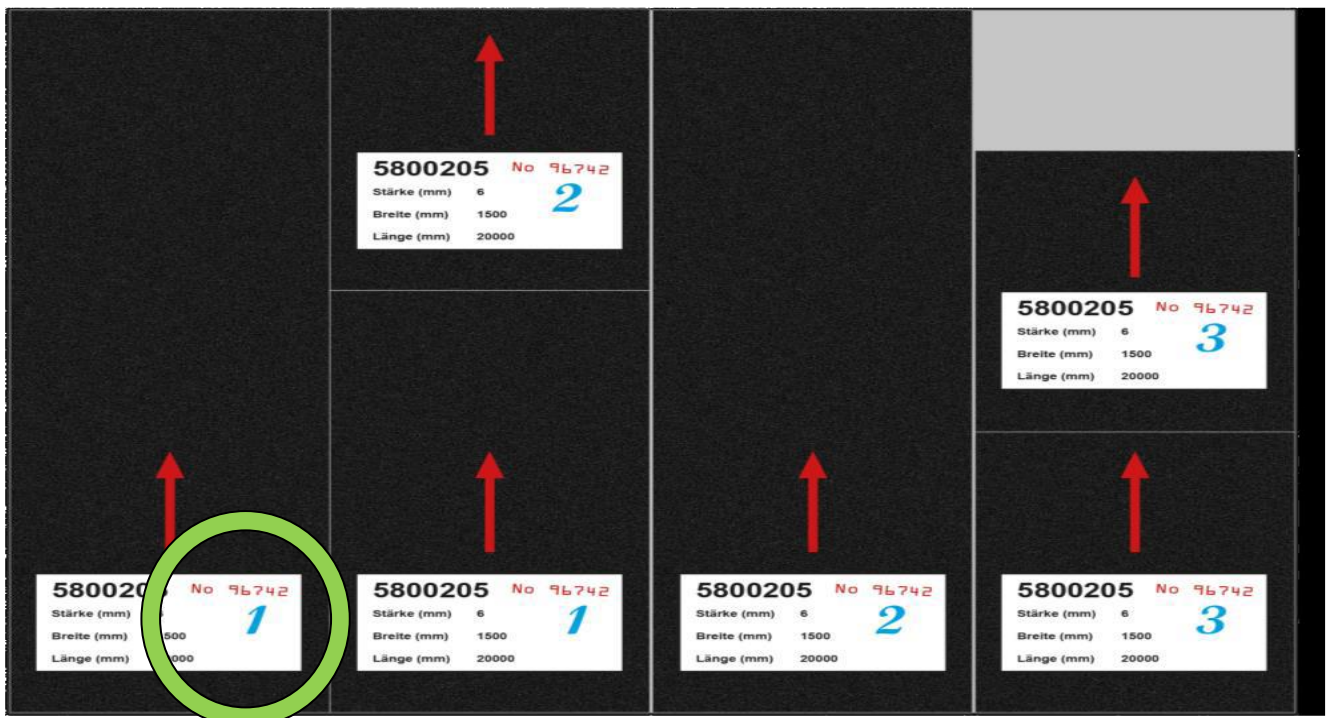 5800205 No 96742
Stärke (mm) 6
2
Breite (mm) 1500
Länge (mm) 20000
5800205 No 96742
Stärke (mm) 6
3
Breite (mm) 1500
Länge (mm) 20000
No 96742
Stärke (mm)
1
Breite (mm)
Länge (mm)
5800205 No 96742
Stärke (mm) 6
1
Breite (mm) 1500
Länge (mm) 20000
5800205 No 96742
Stärke (mm) 6
2
Breite (mm) 1500
Länge (mm) 20000
5800205 No 96742
Stärke (mm) 6
3
Breite (mm) 1500
Länge (mm) 20000